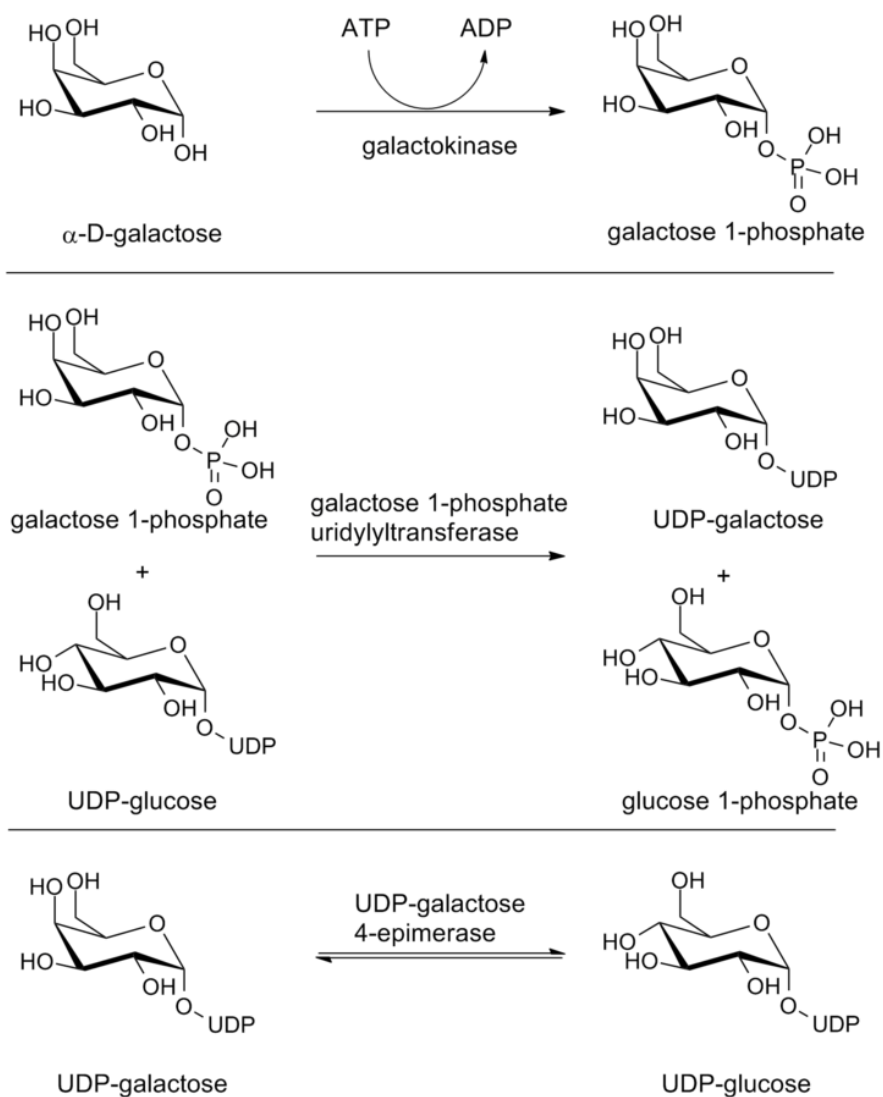 HO OH O HO OH OH
α-D-galactose
ATP ADP
galactokinase
HO OH O HO OH O P OH OH O
galactose 1-phosphate
HO OH O HO OH O P OH OH O
galactose 1-phosphate
+
OH O HO HO OH O UDP
UDP-glucose
galactose 1-phosphate
uridylyltransferase
HO OH O HO OH O UDP
UDP-galactose
+
OH O HO HO OH O P OH OH O
glucose 1-phosphate
HO OH O HO OH O UDP
UDP-galactose
UDP-galactose
4-epimerase
OH O HO HO OH O UDP
UDP-glucose